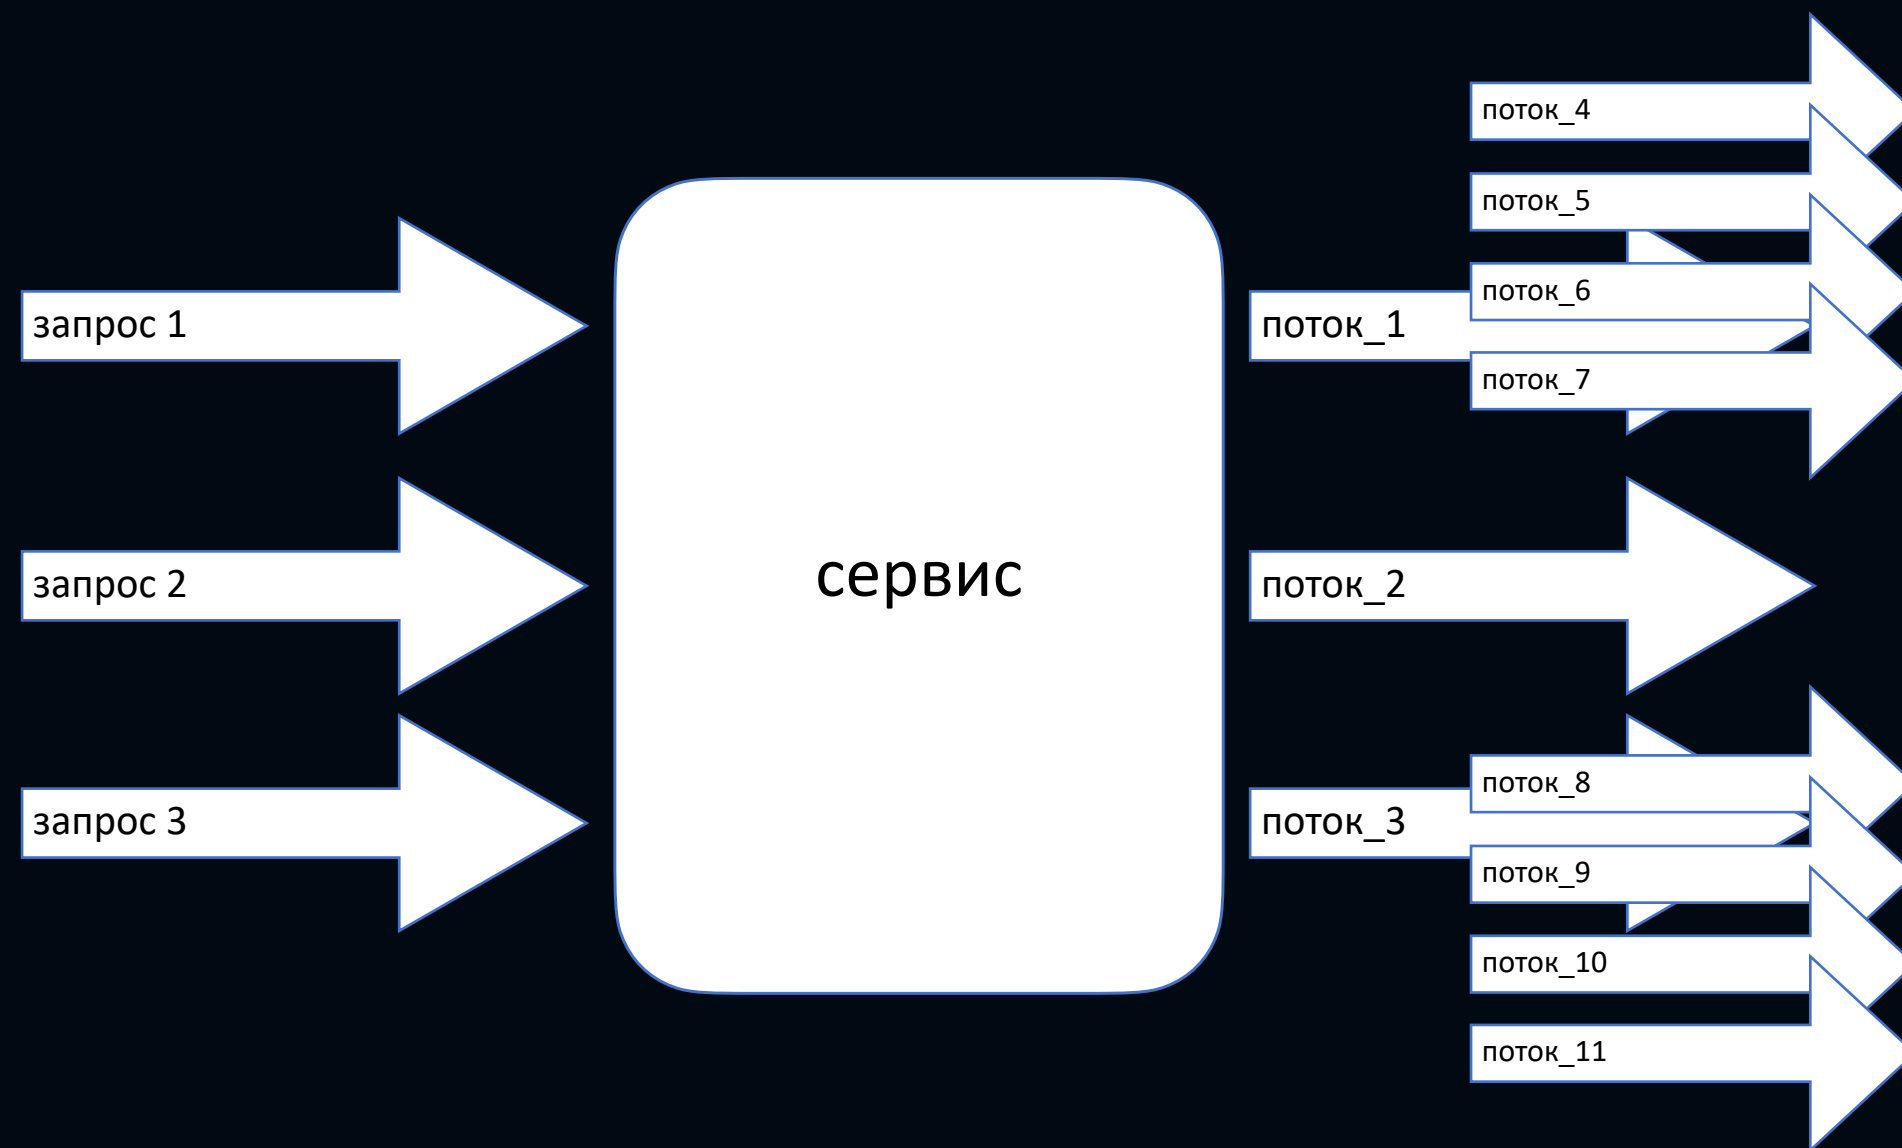 запрос 1
запрос 2
запрос 3
сервис
поток_1
поток_2
поток_3
поток_4
поток_5
поток_6
поток_7
поток_8
поток_9
поток_10
поток_11